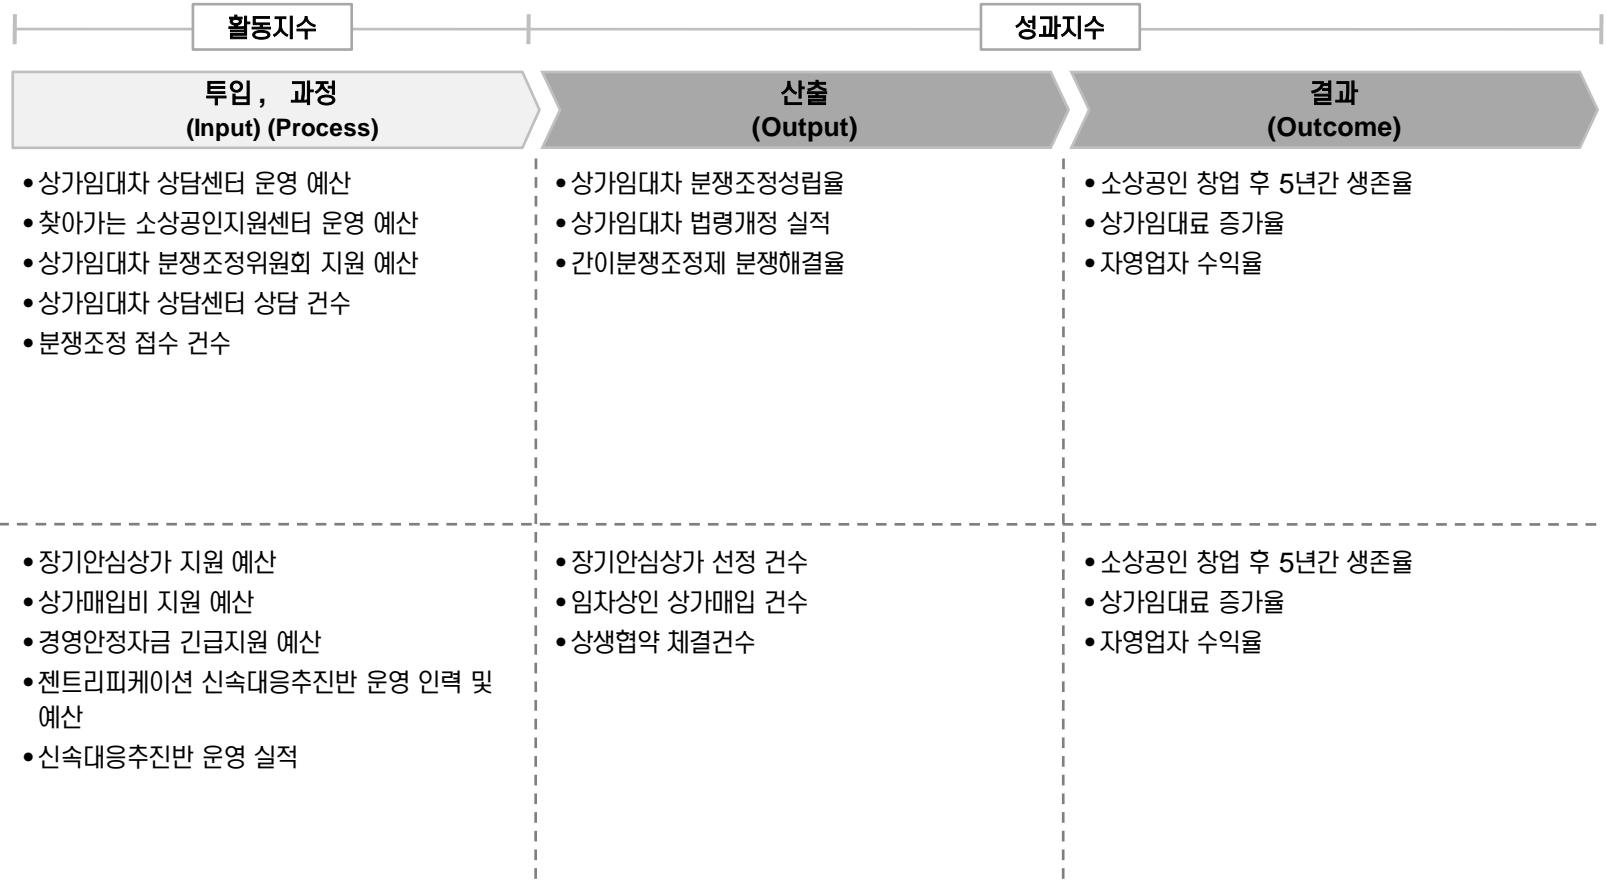 활동지수
성과지수
투입, 과정
(Input) (Process)
산출
(Output)
결과
(Outcome)
•상가임대차 상담센터 운영 예산
•찾아가는 소상공인지원센터 운영 예산
•상가임대차 분쟁조정위원회 지원 예산
•상가임대차 상담센터 상담 건수
•분쟁조정 접수 건수
•상가임대차 분쟁조정성립율
•상가임대차 법령개정 실적
•간이분쟁조정제 분쟁해결율
•소상공인 창업 후 5년간 생존율
•상가임대료 증가율
•자영업자 수익율
•장기안심상가 지원 예산
•상가매입비 지원 예산
•경영안정자금 긴급지원 예산
•젠트리피케이션 신속대응추진반 운영 인력 및
예산
•신속대응추진반 운영 실적
•장기안심상가 선정 건수
•임차상인 상가매입 건수
•상생협약 체결건수
•소상공인 창업 후 5년간 생존율
•상가임대료 증가율
•자영업자 수익율